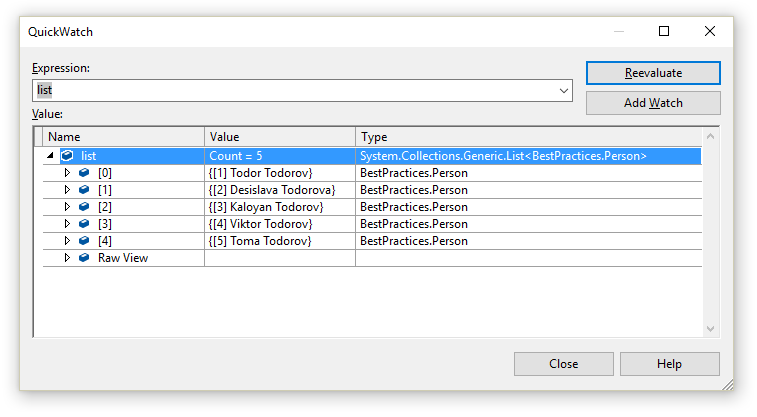 QuickWatch
Expression:
list
Reevaluate
Add Watch
Value:
Name Value Type
list Count = 5 System.Collections.Generic.List<BestPractices.Person>
[0] {[1] Todor Todorov} BestPractices.Person
[1] {[2] Desislava Todorova} BestPractices.Person
[2] {[3] Kaloyan Todorov} BestPractices.Person
[3] {[4] Viktor Todorov} BestPractices.Person
[4] {[5] Toma Todorov} BestPractices.Person
Raw View
Close Help